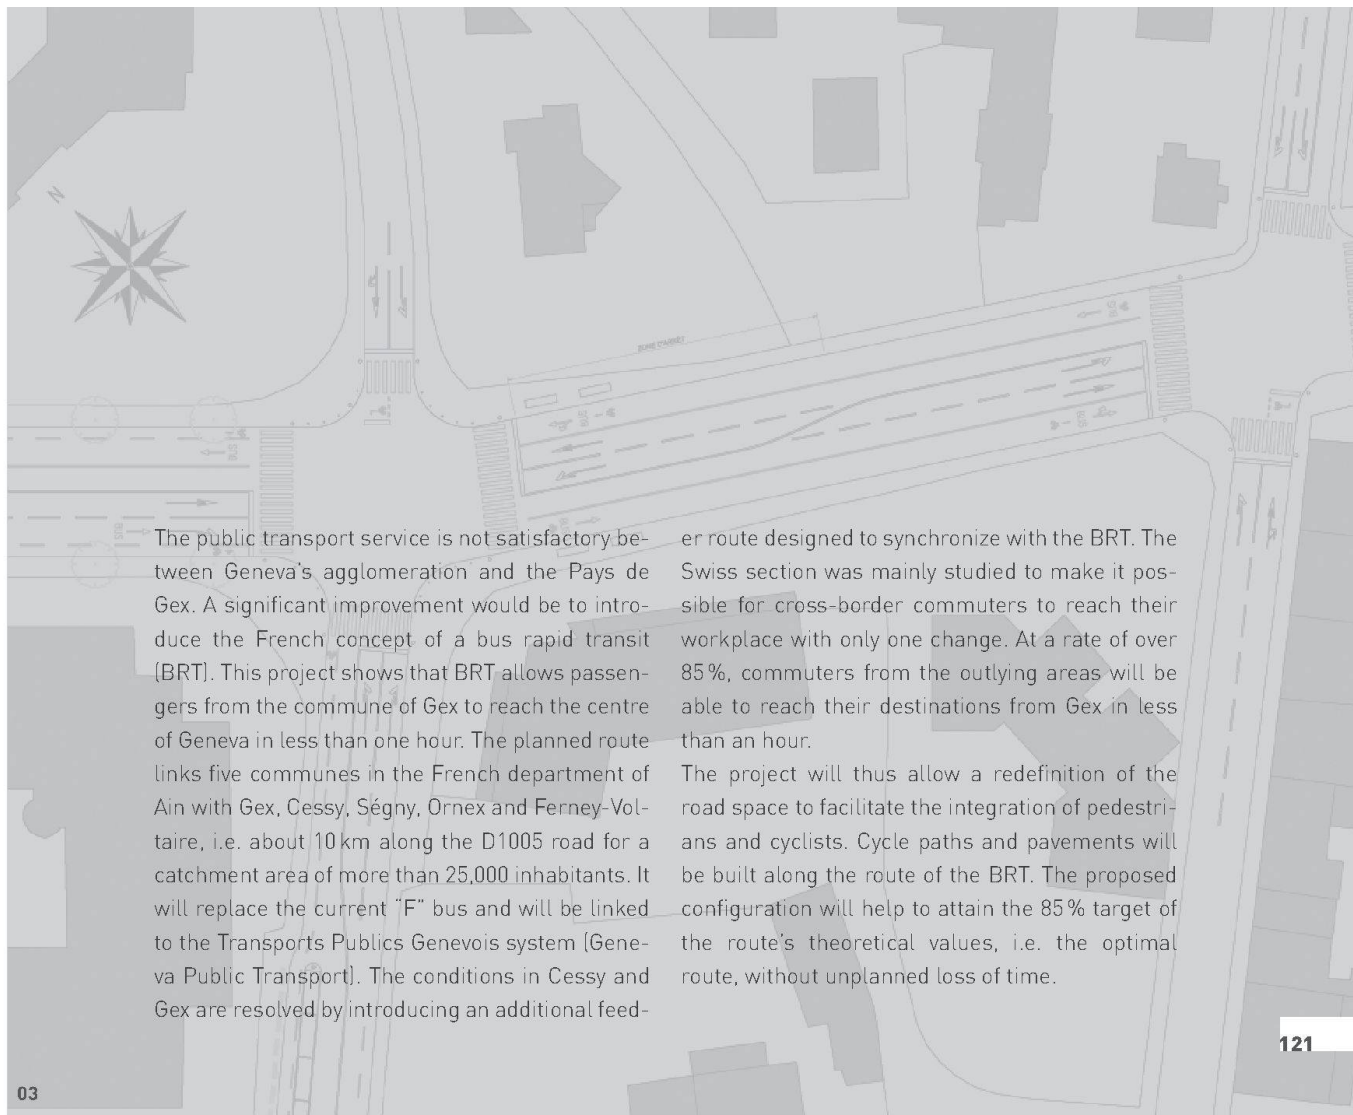 N
ZONE D'ARRET
BUS
BUS
BUS
BUS
BUS
BUS
The public transport service is not satisfactory be-
tween Geneva's agglomeration and the Pays de
Gex. A significant improvement would be to intro-
duce the French concept of a bus rapid transit
(BRT). This project shows that BRT allows passen-
gers from the commune of Gex to reach the centre
of Geneva in less than one hour. The planned route
links five communes in the French department of
Ain with Gex, Cessy, Ségny, Ornex and Ferney-Vol-
taire, i.e. about 10 km along the D1005 road for a
catchment area of more than 25,000 inhabitants. It
will replace the current "F" bus and will be linked
to the Transports Publics Genevois system (Gene-
va Public Transport). The conditions in Cessy and
Gex are resolved by introducing an additional feed-
er route designed to synchronize with the BRT. The
Swiss section was mainly studied to make it pos-
sible for cross-border commuters to reach their
workplace with only one change. At a rate of over
85%, commuters from the outlying areas will be
able to reach their destinations from Gex in less
than an hour.
The project will thus allow a redefinition of the
road space to facilitate the integration of pedestri-
ans and cyclists. Cycle paths and pavements will
be built along the route of the BRT. The proposed
configuration will help to attain the 85% target of
the route's theoretical values, i.e. the optimal
route, without unplanned loss of time.
121
03